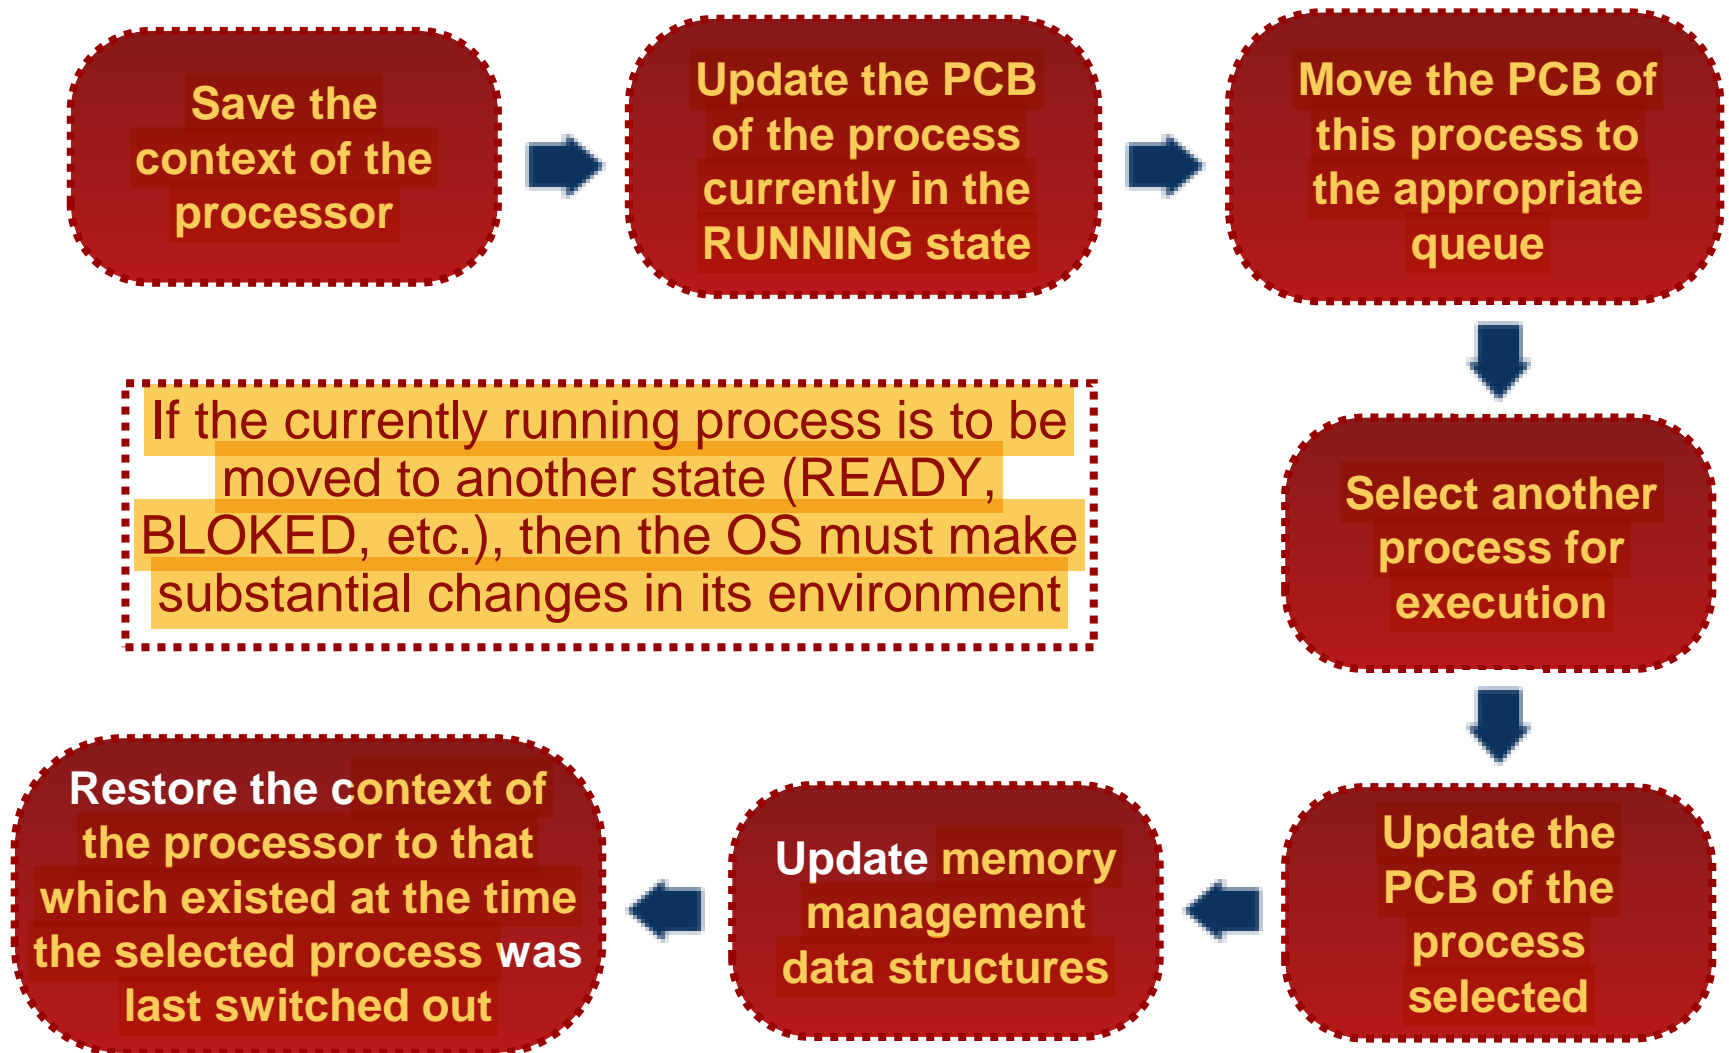 Save the
context of the
processor
Update the PCB
of the process
currently in the
RUNNING state
Move the PCB of
this process to
the appropriate
queue
If the currently running process is to be
moved to another state (READY,
BLOKED, etc.), then the OS must make
substantial changes in its environment
Select another
process for
execution
Update the
PCB of the
process
selected
Update memory
management
data structures
Restore the context of
the processor to that
which existed at the time
the selected process was
last switched out